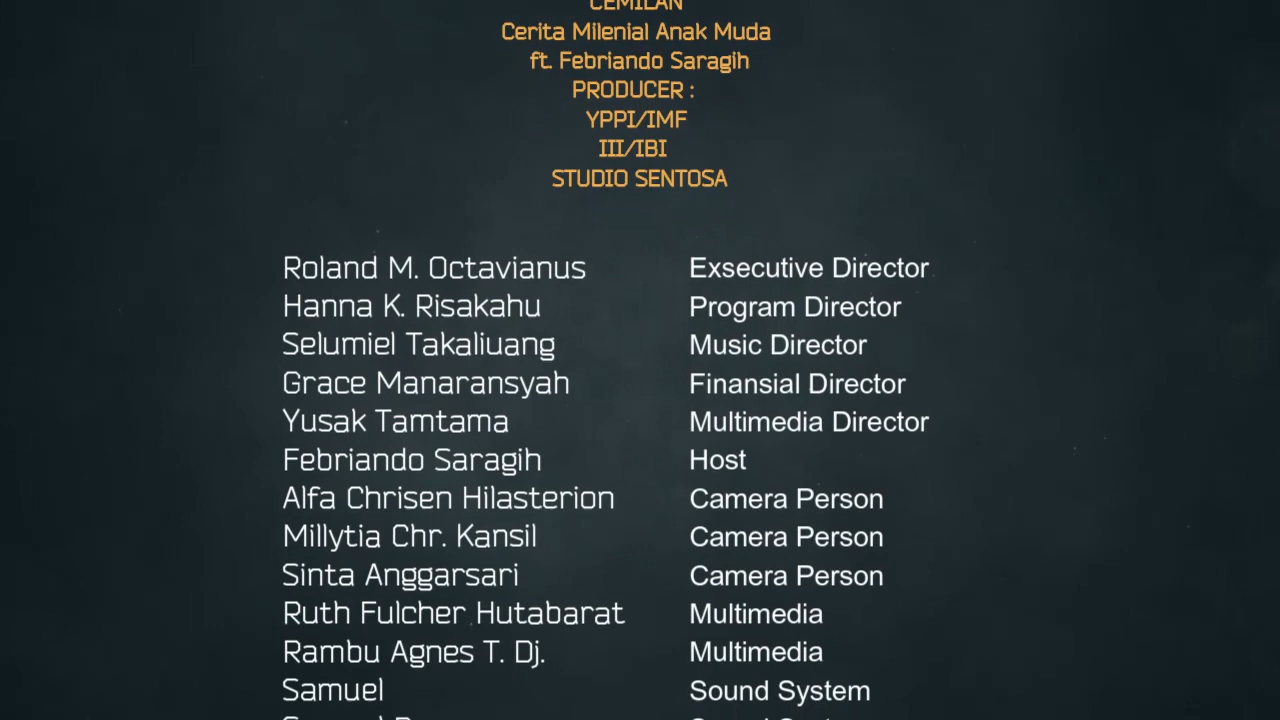 CEMILAN
Cerita Milenial Anak Muda
ft. Febriando Saragih
PRODUCER :
YPPI/IMF
III/IBI
STUDIO SENTOSA
Roland M. Octavianus Exsecutive Director
Hanna K. Risakahu Program Director
Selumiel Takaliuang Music Director
Grace Manaransyah Finansial Director
Yusak Tamtama Multimedia Director
Febriando Saragih Host
Alfa Chrisen Hilasterion Camera Person
Millytia Chr. Kansil Camera Person
Sinta Anggarsari Camera Person
Ruth Fulcher Hutabarat Multimedia
Rambu Agnes T. Dj. Multimedia
Samuel Sound System